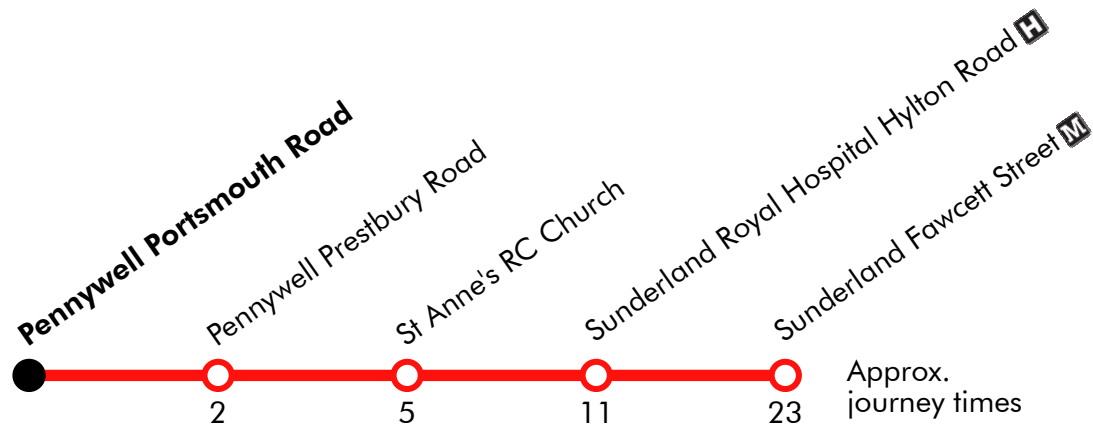 Pennywell Portsmouth Road
Pennywell Prestbury Road
St Anne's RC Church
Sunderland Royal Hospital Hylton Road H
Sunderland Fawcett Street M
2
5
11
23
Approx.
journey times